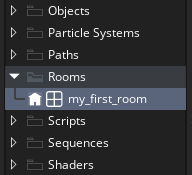 Objects
Particle Systems
Paths
Rooms
my_first_room
Scripts
Sequences
Shaders